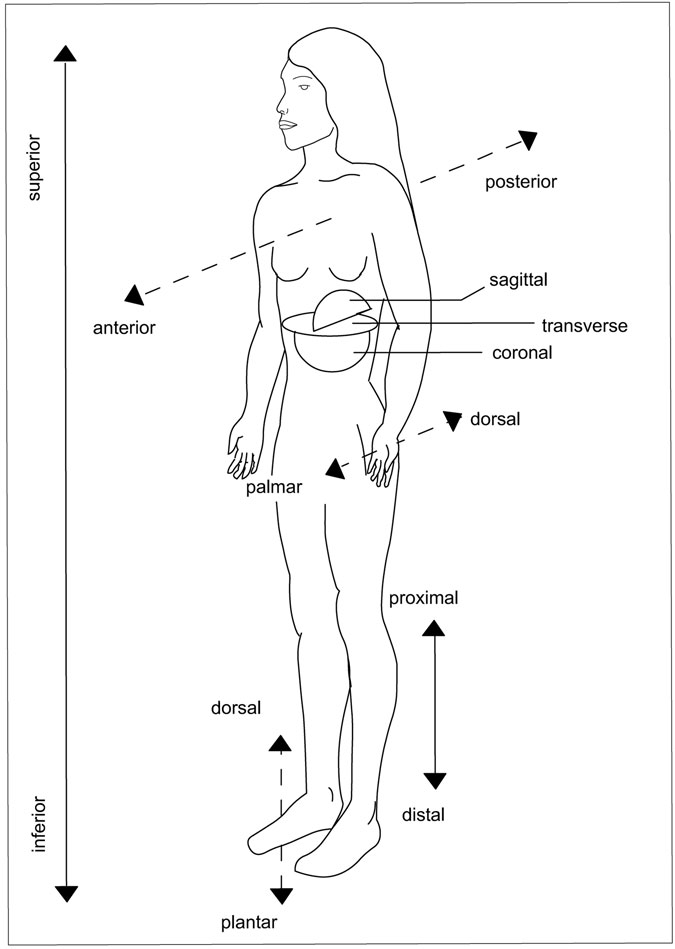 superior
posterior
sagittal
anterior
transverse
coronal
dorsal
palmar
proximal
dorsal
inferior
distal
plantar